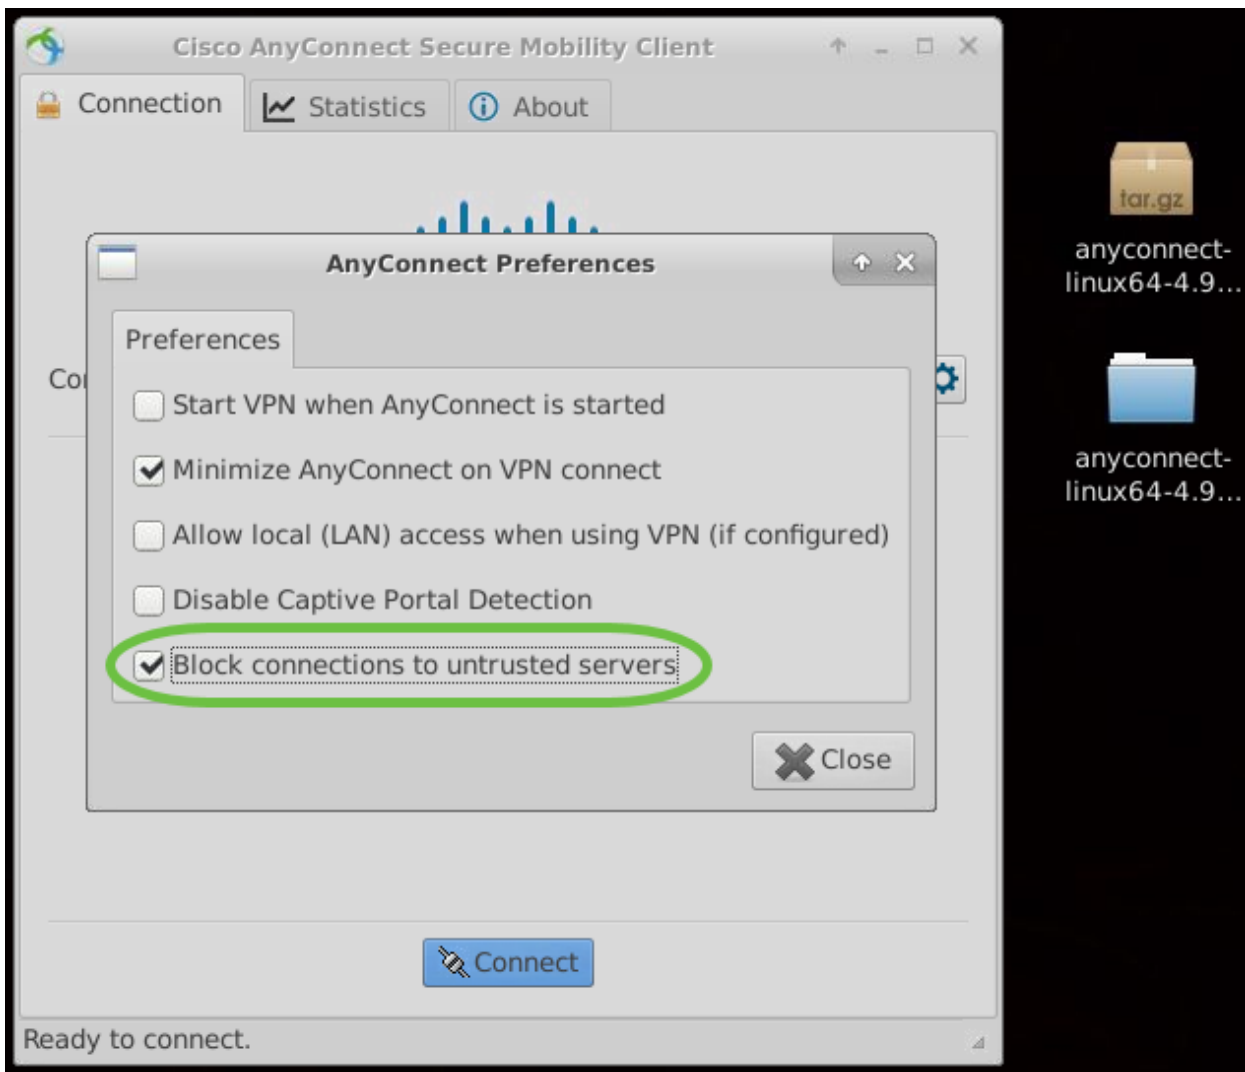 Cisco AnyConnect Secure Mobility Client
Connection
Statistics
About
AnyConnect Preferences
Preferences
Start VPN when AnyConnect is started
Minimize AnyConnect on VPN connect
Allow local (LAN) access when using VPN (if configured)
Disable Captive Portal Detection
Block connections to untrusted servers
Close
Connect
Ready to connect.
tar.gz
anyconnect-
linux64-4.9...
anyconnect-
linux64-4.9...